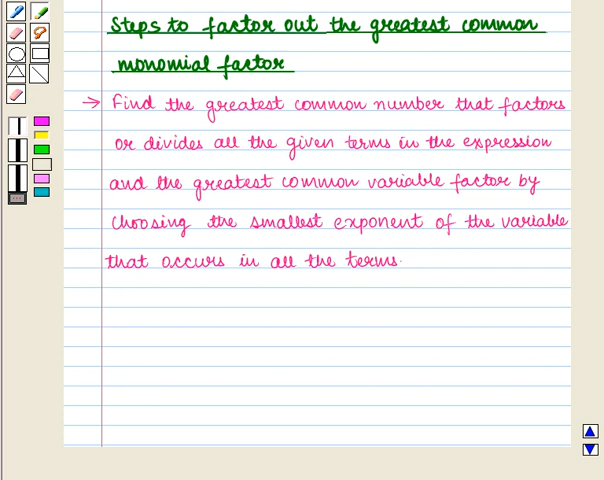 Steps to factor out the greatest common
monomial factor
→ Find the greatest common number that factors
or divides all the given terms in the expression
and the greatest common variable factor by
choosing the smallest exponent of the variable
that occurs in all the terms.